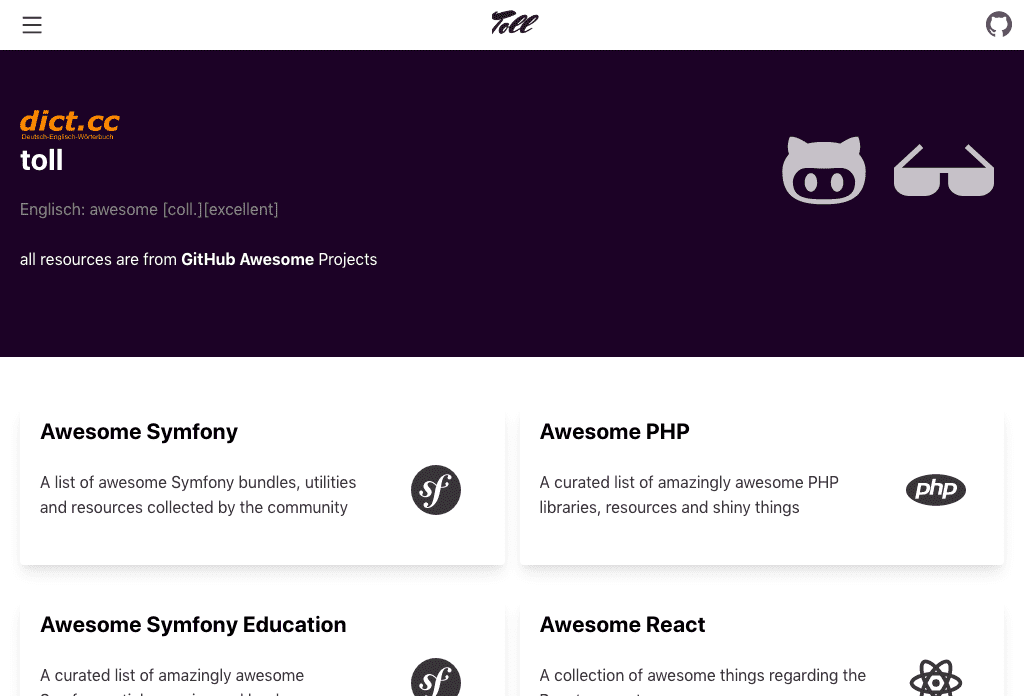 Toll
dict.cc
Deutsch-Englisch-Wörterbuch
toll
Englisch: awesome [coll.][excellent]
all resources are from GitHub Awesome Projects
Awesome Symfony
A list of awesome Symfony bundles, utilities
and resources collected by the community
sf
Awesome PHP
A curated list of amazingly awesome PHP
libraries, resources and shiny things
php
Awesome Symfony Education
A curated list of amazingly awesome
sf
Awesome React
A collection of awesome things regarding the